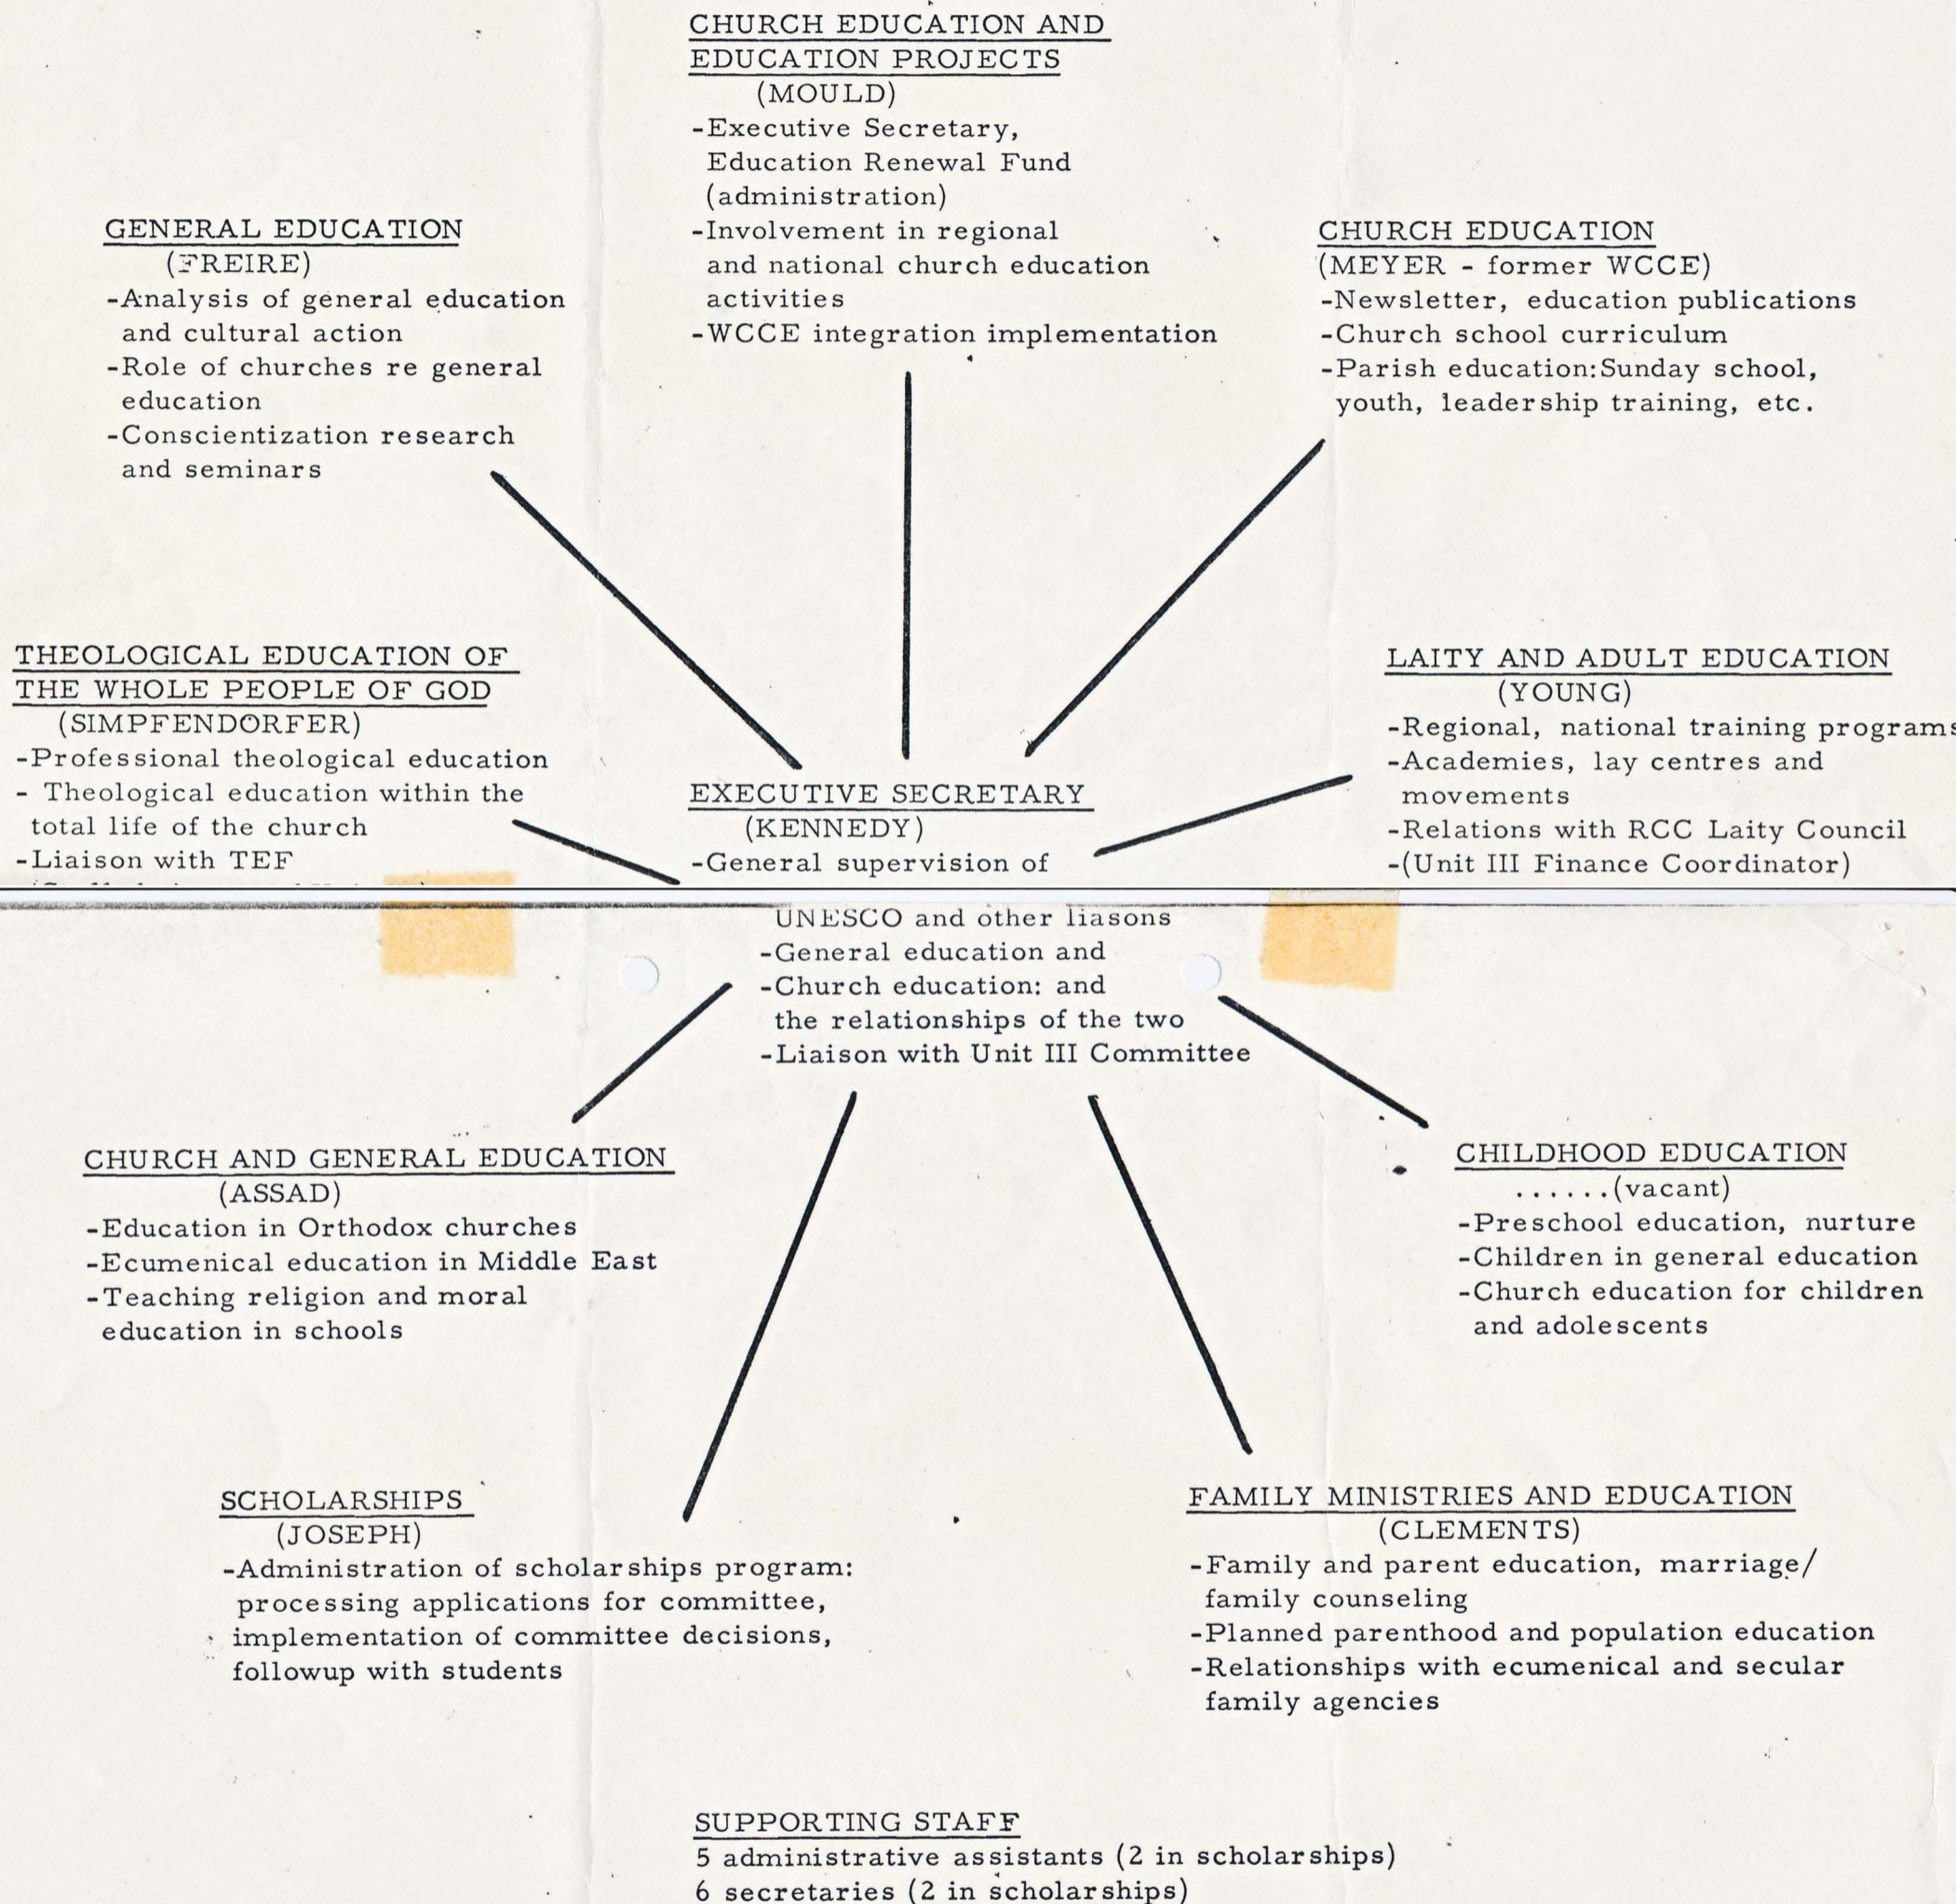 CHURCH EDUCATION AND
EDUCATION PROJECTS
(MOULD)
-Executive Secretary,
Education Renewal Fund
(administration)
-Involvement in regional
and national church education
activities
-WCCE integration implementation
GENERAL EDUCATION
(FREIRE)
-Analysis of general education
and cultural action
-Role of churches re general
education
-Conscientization research
and seminars
CHURCH EDUCATION
(MEYER - former WCCE)
-Newsletter, education publications
-Church school curriculum
-Parish education:Sunday school,
youth, leadership training, etc.
THEOLOGICAL EDUCATION OF
THE WHOLE PEOPLE OF GOD
(SIMPFENDORFER)
-Professional theological education
- Theological education within the
total life of the church
-Liaison with TEF
EXECUTIVE SECRETARY
(KENNEDY)
-General supervision of
LAITY AND ADULT EDUCATION
(YOUNG)
-Regional, national training programs
-Academies, lay centres and
movements
-Relations with RCC Laity Council
-(Unit III Finance Coordinator)
UNESCO and other liasons
-General education and
-Church education: and
the relationships of the two
-Liaison with Unit III Committee
CHURCH AND GENERAL EDUCATION
(ASSAD)
-Education in Orthodox churches
-Ecumenical education in Middle East
-Teaching religion and moral
education in schools
CHILDHOOD EDUCATION
......(vacant)
-Preschool education, nurture
-Children in general education
-Church education for children
and adolescents
SCHOLARSHIPS
(JOSEPH)
-Administration of scholarships program:
processing applications for committee,
implementation of committee decisions,
followup with students
FAMILY MINISTRIES AND EDUCATION
(CLEMENTS)
-Family and parent education, marriage/
family counseling
-Planned parenthood and population education
-Relationships with ecumenical and secular
family agencies
SUPPORTING STAFF
5 administrative assistants (2 in scholarships)
6 secretaries (2 in scholarships)